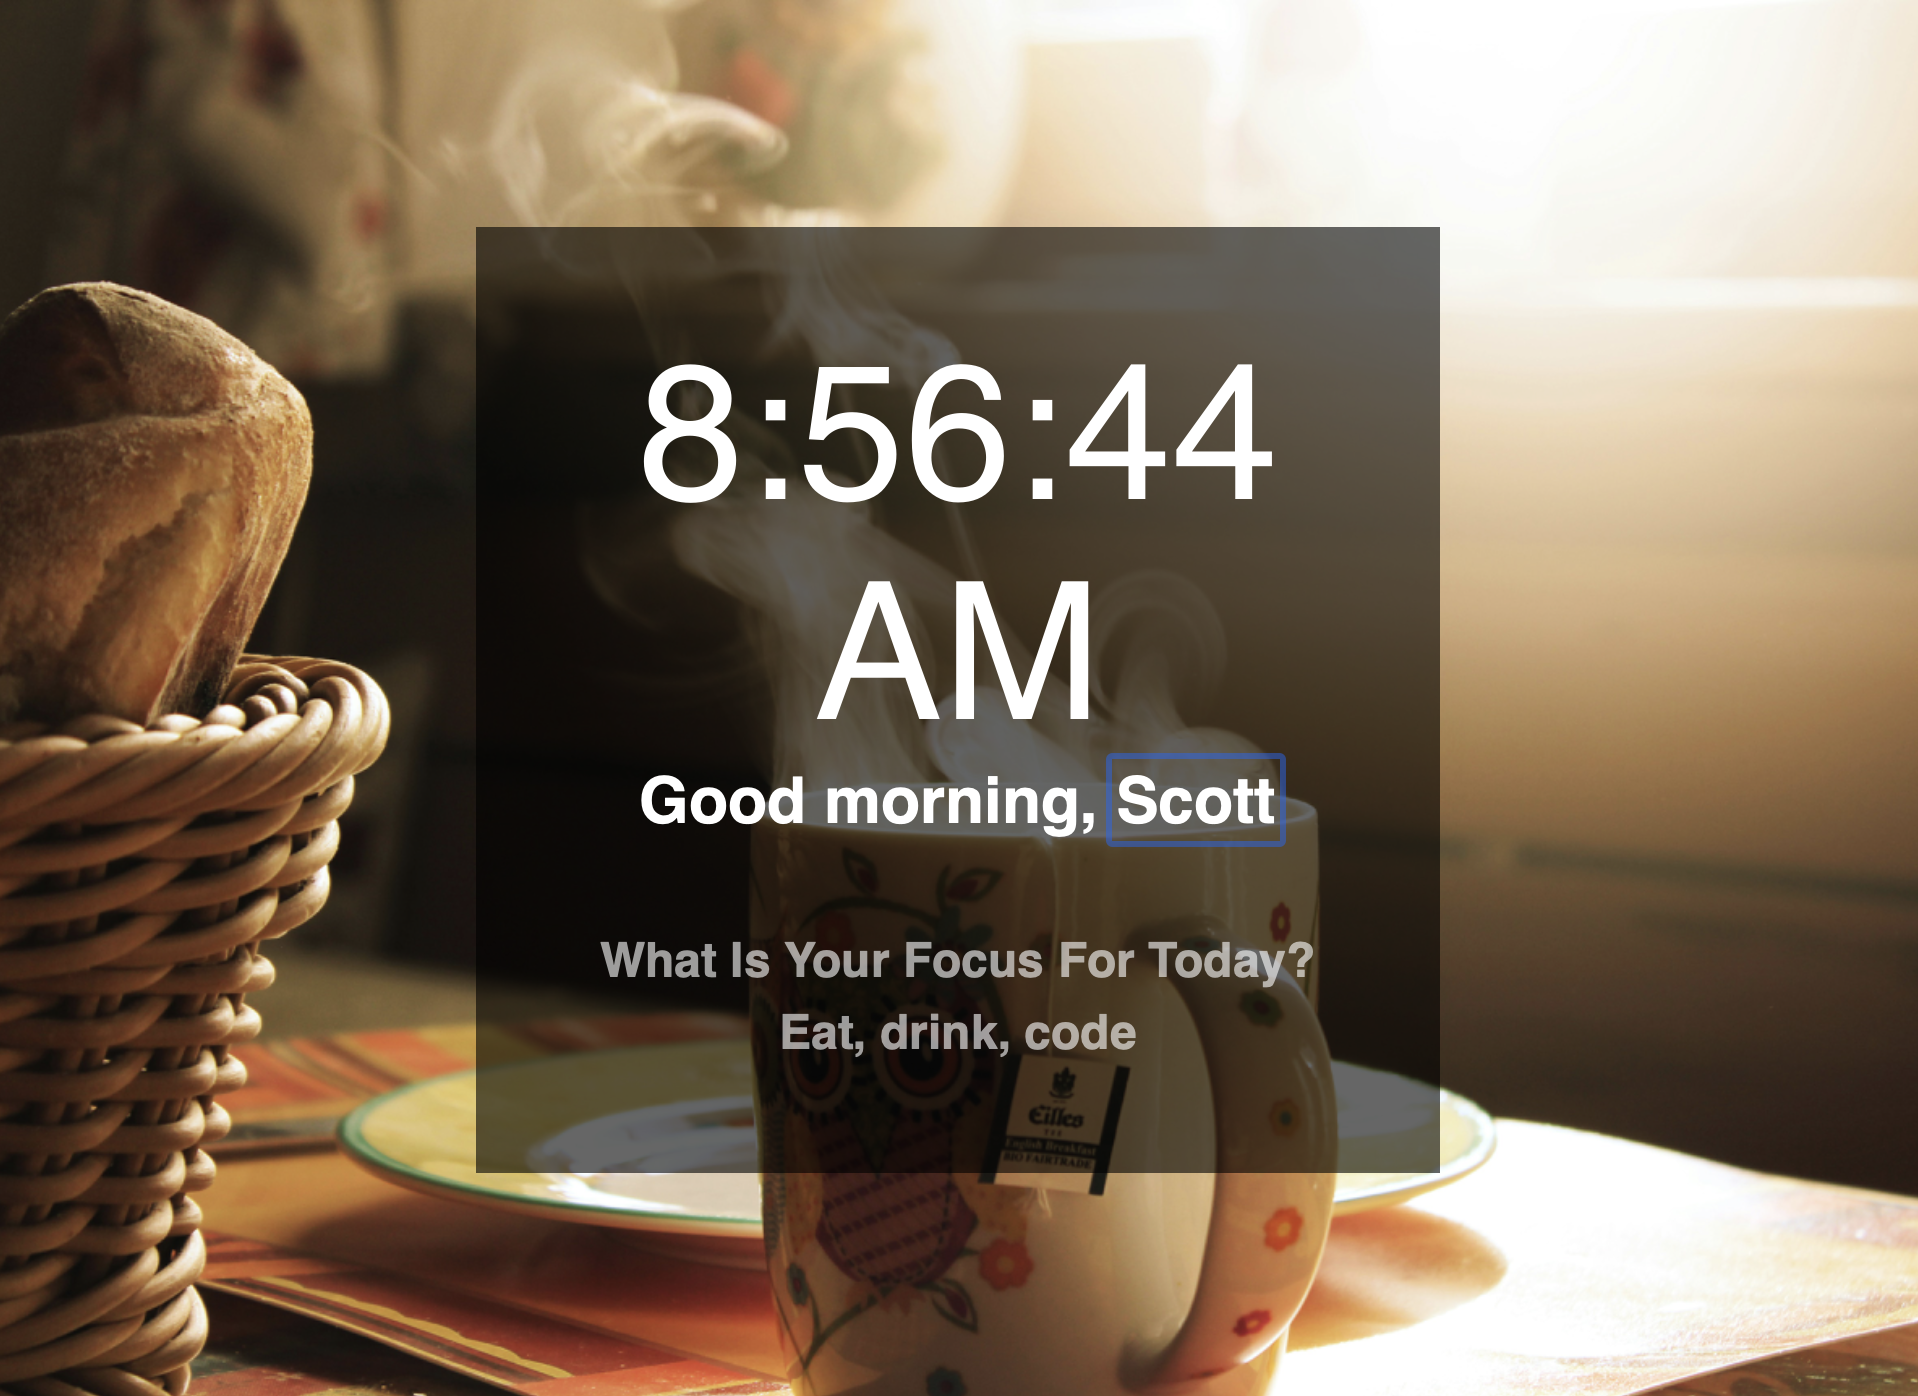 8:56:44
AM
Good morning, Scott
What Is Your Focus For Today?
Eat, drink, code
Eilles
TEE
English Breakfast
BIO FAIRTRADE